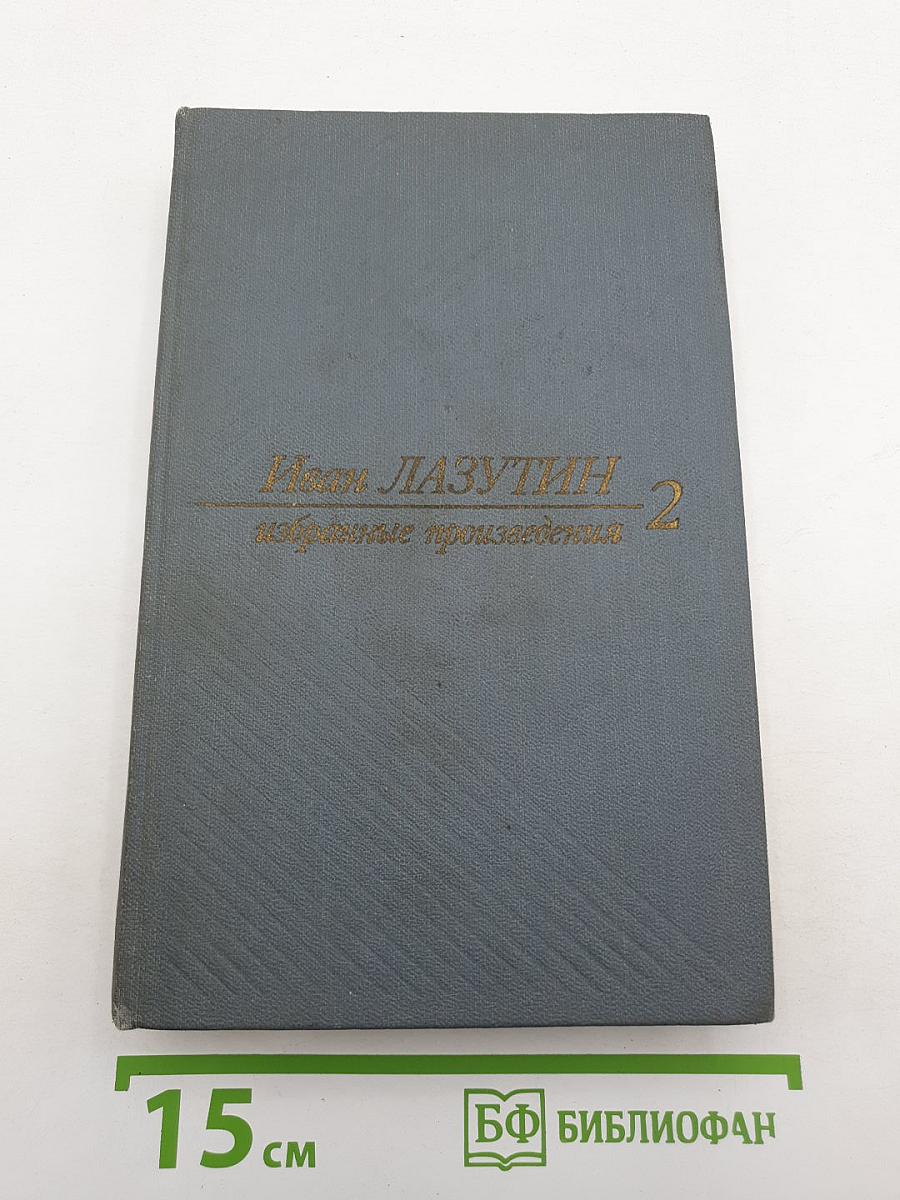 Иван ЛАЗУТИН
избранные произведения
2
15 см
БФ БИБЛИОФАН